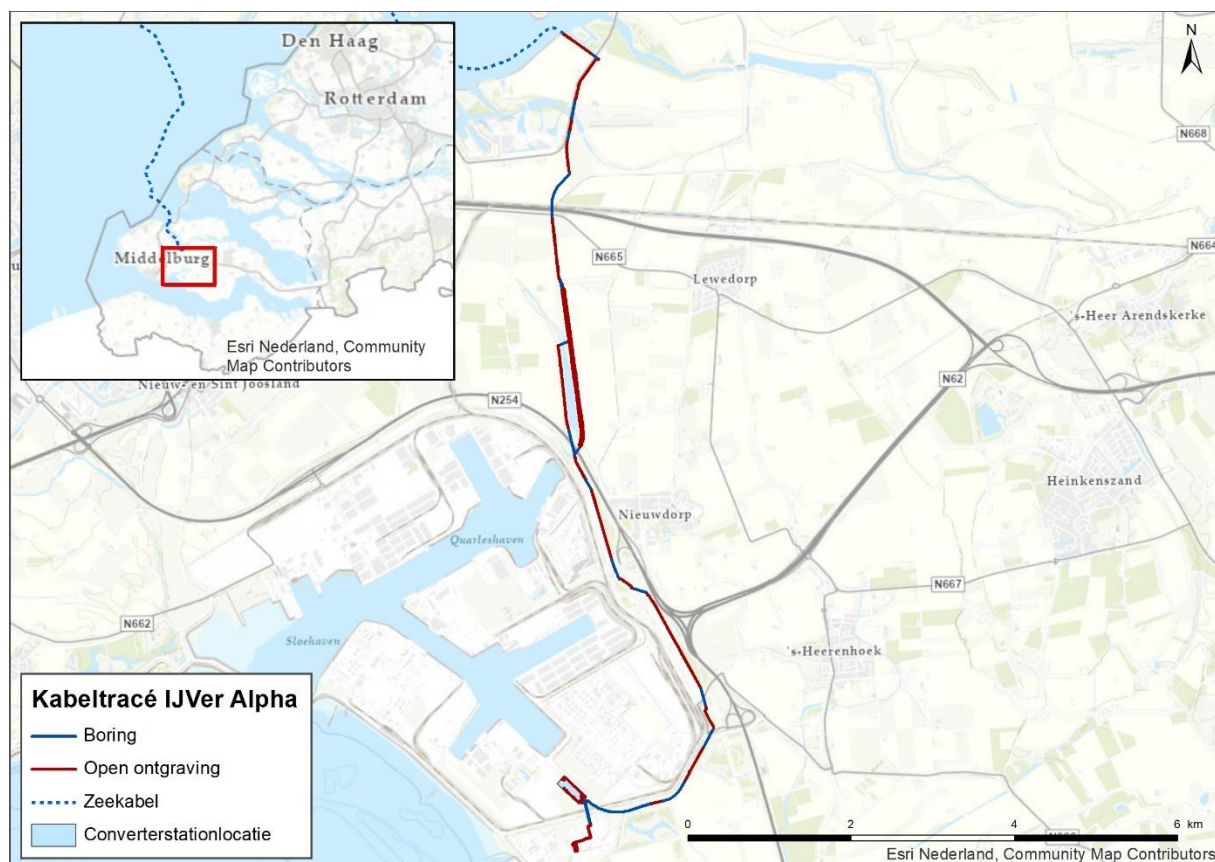 Den Haag
Rotterdam
Middelburg
Esri Nederland, Community
Map Contributors
N
N668
N664
N665
Lewedorp
's-Heer Arendskerke
Nieuw- en Sint Joosland
N254
N62
Heinkenszand
Nieuwdorp
Quarleshaven
N667
N662
Sloehaven
's-Heerenhoek
Kabeltracé IJVer Alpha
Boring
Open ontgraving
Zeekabel
Converterstationlocatie
0 2 4 6 km
Esri Nederland, Community Map Contributors